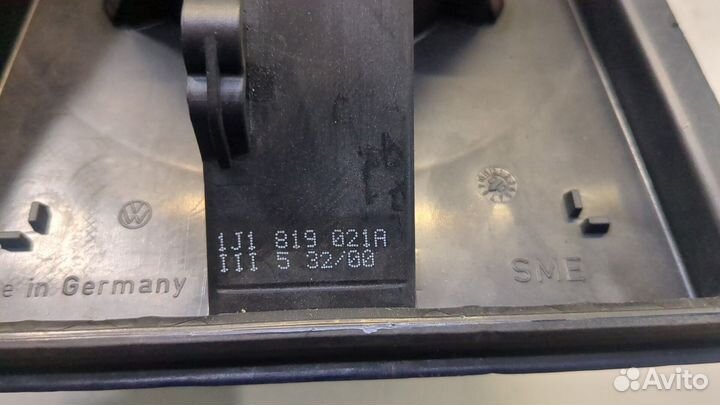 1J1 819 021A
III 5 32/00
e in Germany
SME
Avito